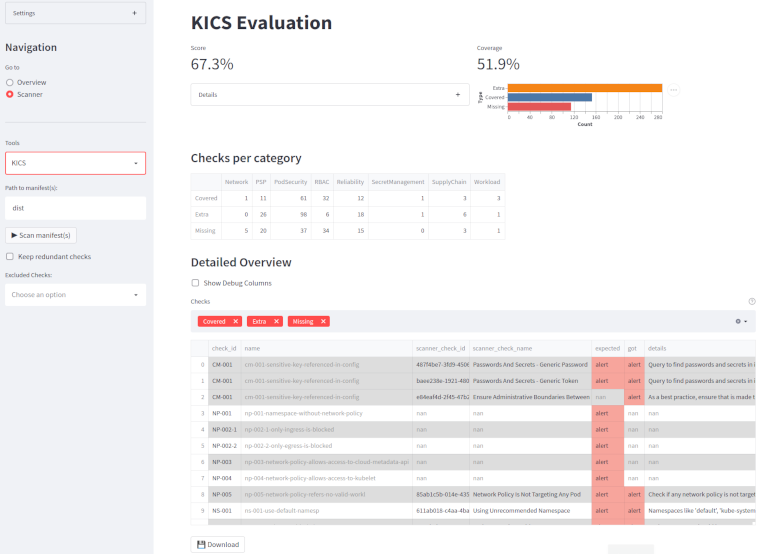 Settings +
Navigation
Go to
Overview
Scanner
Tools
KICS
Path to manifest(s):
dist
▶ Scan manifest(s)
Keep redundant checks
Excluded Checks:
Choose an option
KICS Evaluation
Score
67.3%
Coverage
51.9%
Details +
Type
Extra
Covered
Missing
0 40 80 120 160 200 240 280
Count
Checks per category
Network PSP PodSecurity RBAC Reliability SecretManagement SupplyChain Workload
Covered 1 11 61 32 12 1 3 3
Extra 0 26 98 6 18 1 6 1
Missing 5 20 37 34 15 0 3 1
Detailed Overview
Show Debug Columns
Checks
Covered × Extra × Missing ×
check_id name scanner_check_id scanner_check_name expected got details
0 CM-001 cm-001-sensitive-key-referenced-in-config Passwords And Secrets - Generic Password alert alert Query to find passwords and secrets in i
1 CM-001 cm-001-sensitive-key-referenced-in-config Passwords And Secrets - Generic Token alert alert Query to find passwords and secrets in i
2 CM-001 cm-001-sensitive-key-referenced-in-config Ensure Administrative Boundaries Between nan alert As a best practice, ensure that is made t
3 NP-001 np-001-namespace-without-network-policy nan nan alert nan nan
4 NP-002-1 np-002-1-only-ingress-is-blocked nan nan alert nan nan
5 NP-002-2 np-002-2-only-egress-is-blocked nan nan alert nan nan
6 NP-003 np-003-network-policy-allows-access-to-cloud-metadata-api nan nan alert nan nan
7 NP-004 np-004-network-policy-allows-access-to-kubelet nan nan alert nan nan
8 NP-005 np-005-network-policy-refers-no-valid-workl 85ab1c5b-014e-435 Network Policy Is Not Targeting Any Pod alert alert Check if any network policy is not target
9 NS-001 ns-001-use-default-namesp 611ab018-c4aa-4ba Using Unrecommended Namespace alert alert Namespaces like 'default', 'kube-system
Download